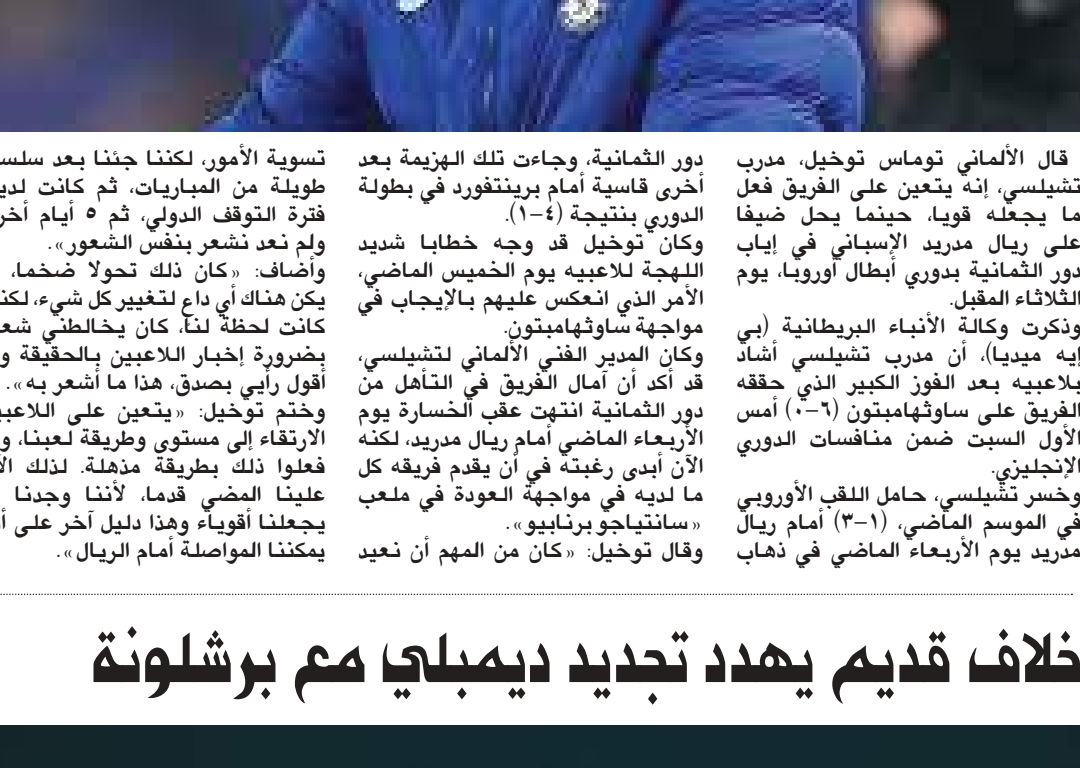 قال الألماني توماس توخيل، مدرب
تشيلسي، إنه يتعين على الفريق فعل
ما يجعله قويا، حينما يحل ضيفا
على ريال مدريد الإسباني في إياب
دور الثمانية بدوري أبطال أوروبا، يوم
الثلاثاء المقبل.
وذكرت وكالة الأنباء البريطانية (بي
إيه ميديا)، أن مدرب تشيلسي أشاد
بلاعبيه بعد الفوز الكبير الذي حققه
الفريق على ساوثهامبتون (٦-٠) أمس
الأول السبت ضمن منافسات الدوري
الإنجليزي.
وخسر تشيلسي، حامل اللقب الأوروبي
في الموسم الماضي، (١-٣) أمام ريال
مدريد يوم الأربعاء الماضي في ذهاب
دور الثمانية، وجاءت تلك الهزيمة بعد
أخرى قاسية أمام برينتفورد في بطولة
الدوري بنتيجة (٤-١).
وكان توخيل قد وجه خطابا شديد
اللهجة للاعبيه يوم الخميس الماضي،
الأمر الذي انعكس عليهم بالإيجاب في
مواجهة ساوثهامبتون.
وكان المدير الفني الألماني لتشيلسي،
قد أكد أن آمال الفريق في التأهل من
دور الثمانية انتهت عقب الخسارة يوم
الأربعاء الماضي أمام ريال مدريد، لكنه
الآن أبدى رغبته في أن يقدم فريقه كل
ما لديه في مواجهة العودة في ملعب
«سانتياجو برنابيو».
وقال توخيل: «كان من المهم أن نعيد
تسوية الأمور، لكننا جئنا بعد
طويلة من المباريات، ثم كانت
فترة التوقف الدولي، ثم ٥ أيام
ولم نعد نشعر بنفس الشعور».
وأضاف: «كان ذلك تحولا ضخما،
يكن هناك أي داع لتغيير كل شيء،
كانت لحظة لنا، كان يخالطني
بضرورة إخبار اللاعبين بالحقيقة
أقول رأيي بصدق، هذا ما أشعر به».
وختم توخيل: «يتعين على
الارتقاء إلى مستوى وطريقة لعبنا،
فعلوا ذلك بطريقة مذهلة. لذلك
علينا المضي قدما، لأننا وجدنا
يجعلنا أقوياء وهذا دليل آخر على
يمكننا المواصلة أمام الريال».
خلاف قديم يهدد تجديد ديمبلي مع برشلونة